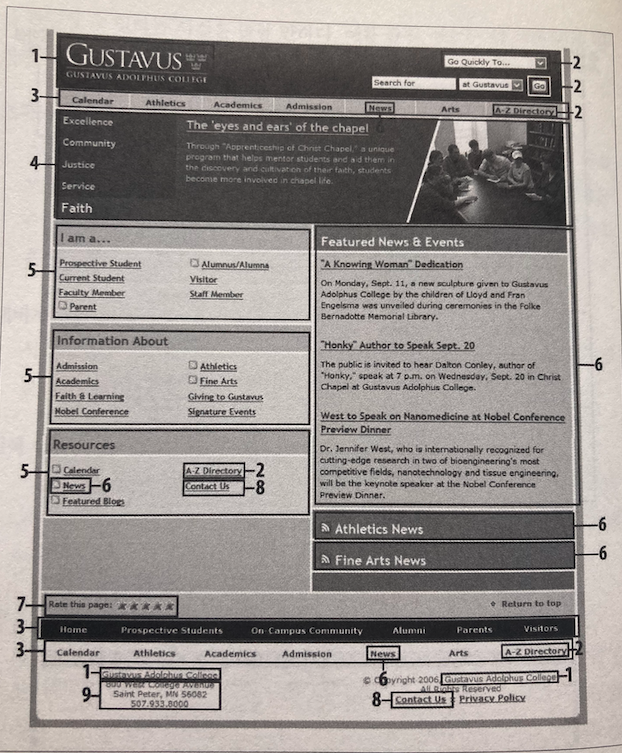 1 GUSTAVUS
GUSTAVUS ADOLPHUS COLLEGE
Go Quickly To... 2
Search for at Gustavus Go 2
3 Calendar Athletics Academics Admission News Arts A-Z Directory 2
6
Excellence
Community
4 Justice
Service
Faith
The 'eyes and ears' of the chapel
Through "Apprenticeship of Christ Chapel," a unique
program that helps mentor students and aid them in
the discovery and cultivation of their faith, students
become more involved in chapel life.
I am a...
5 Prospective Student Alumnus/Alumna
Current Student Visitor
Faculty Member Staff Member
Parent
Information About
5 Admission Athletics
Academics Fine Arts
Faith & Learning Giving to Gustavus
Nobel Conference Signature Events
Resources
5 Calendar A-Z Directory 2
News 6 Contact Us 8
Featured Blogs
Featured News & Events
"A Knowing Woman" Dedication
On Monday, Sept. 11, a new sculpture given to Gustavus
Adolphus College by the children of Lloyd and Fran
Engelsma was unveiled during ceremonies in the Folke
Bernadotte Memorial Library.
"Honky" Author to Speak Sept. 20
The public is invited to hear Dalton Conley, author of 6
"Honky," speak at 7 p.m. on Wednesday, Sept. 20 in Christ
Chapel at Gustavus Adolphus College.
West to Speak on Nanomedicine at Nobel Conference
Preview Dinner
Dr. Jennifer West, who is internationally recognized for
cutting-edge research in two of bioengineering's most
competitive fields, nanotechnology and tissue engineering,
will be the keynote speaker at the Nobel Conference
Preview Dinner.
Athletics News 6
Fine Arts News 6
7 Rate this page: Return to top
3 Home Prospective Students On-Campus Community Alumni Parents Visitors
3 Calendar Athletics Academics Admission News Arts A-Z Directory 2
6
1 Gustavus Adolphus College
800 West College Avenue
9 Saint Peter, MN 56082
507.933.8000
© Copyright 2006, Gustavus Adolphus College 1
All Rights Reserved
8 Contact Us Privacy Policy